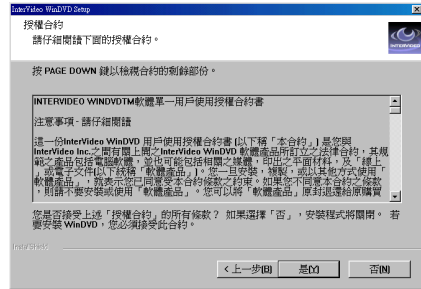 InterVideo WinDVD Setup
授權合約
請仔細閱讀下面的授權合約。
INTERVIDEO
按 PAGE DOWN 鍵以檢視合約的剩餘部份。
INTERVIDEO WINDVDTM軟體單一用戶使用授權合約書
注意事項 - 請仔細閱讀
這一份InterVideo WinDVD 用戶使用授權合約書 (以下稱「本合約」) 是您與
InterVideo Inc.之間有關上開之InterVideo WinDVD 軟體產品所訂立之法律合約，其規
範之產品包括電腦軟體，並也可能包括相關之媒體，印出之平面材料，及「線上
」或電子文件(以下統稱「軟體產品」)。您一旦安裝，複製，或以其他方式使用「
軟體產品」，就表示您已同意受本合約條款之約束。如果您不同意本合約之條款
，則請不要安裝或使用「軟體產品」。您可以將「軟體產品」原封退還給原購買
您是否接受上述「授權合約」的所有條款？ 如果選擇「否」，安裝程式將關閉。 若
要安裝 WinDVD，您必須接受此合約。
InstallShield
< 上一步(B)
是(Y)
否(N)